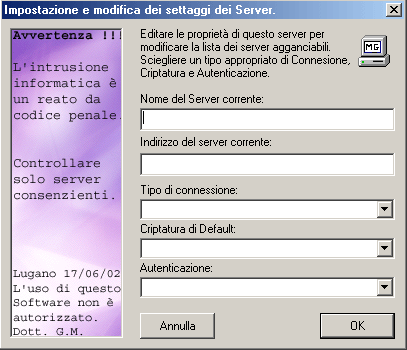 Impostazione e modifica dei settaggi dei Server.
Avvertenza !!!
L'intrusione
informatica è
un reato da
codice penale.
Controllare
solo server
consenzienti.
Lugano 17/06/02
L'uso di questo
Software non è
autorizzato.
Dott. G.M.
Editare le proprietà di questo server per
modificare la lista dei server agganciabili.
Sciegliere un tipo appropriato di Connesione,
Criptatura e Autenticazione.
MG
Nome del Server corrente:
Indirizzo del server corrente:
Tipo di connessione:
Criptatura di Default:
Autenticazione:
Annulla
OK